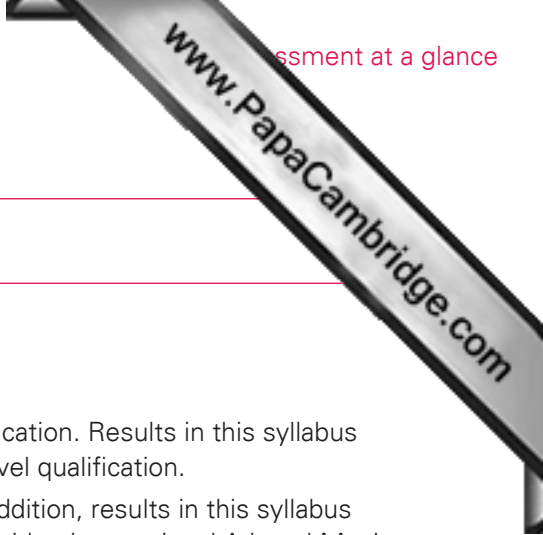 ssment at a glance
www.PapaCambridge.com
cation. Results in this syllabus
vel qualification.
ddition, results in this syllabus